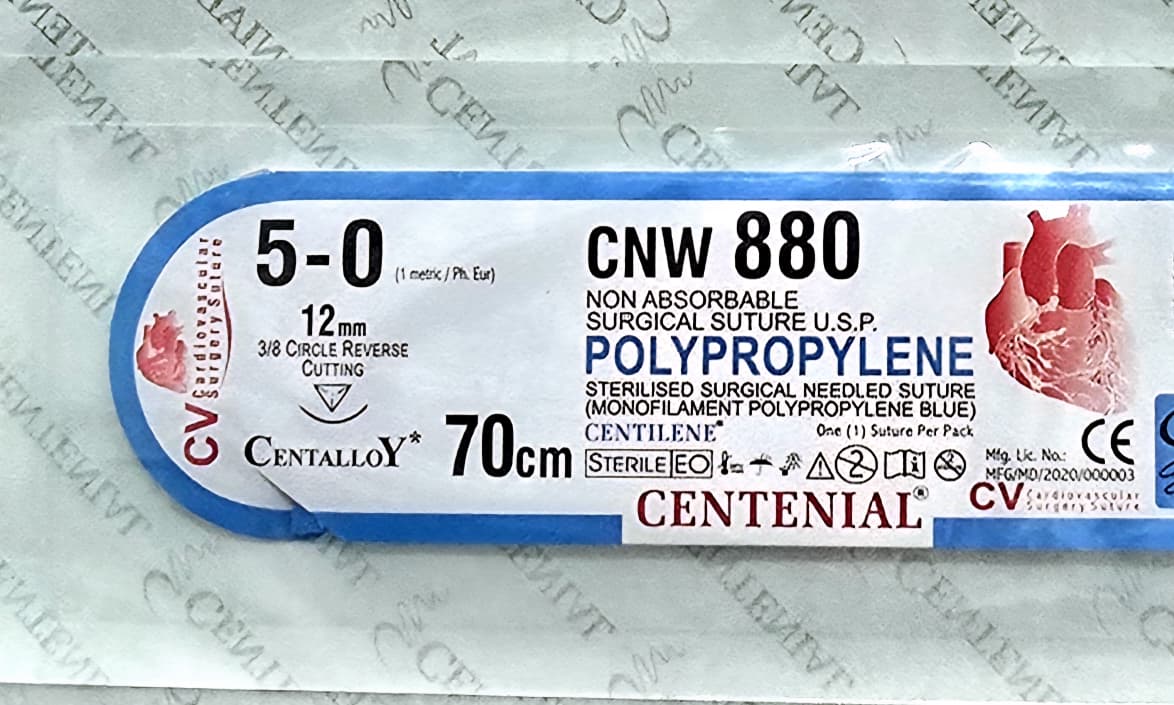 CV Cardiovascular
Surgery Suture
5-0 (1 metric / Ph. Eur)
12mm
3/8 CIRCLE REVERSE
CUTTING
CENTALLOY*
70cm
CNW 880
NON ABSORBABLE
SURGICAL SUTURE U.S.P.
POLYPROPYLENE
STERILISED SURGICAL NEEDLED SUTURE
(MONOFILAMENT POLYPROPYLENE BLUE)
CENTILENE* One (1) Suture Per Pack
STERILE EO
CENTENIAL®
CE
Mfg. Lic. No.:
MFG/MD/2020/000003
CV Cardiovascular
Surgery Suture